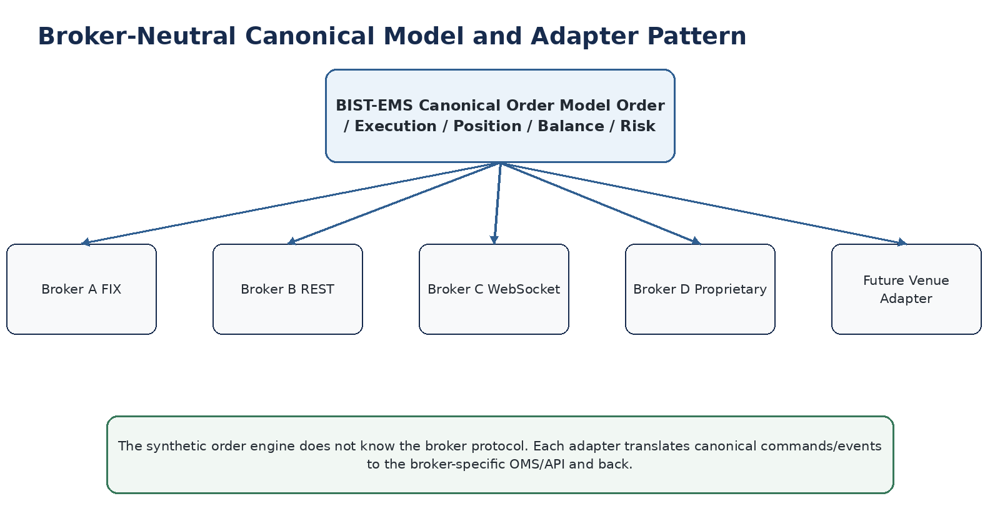 Broker-Neutral Canonical Model and Adapter Pattern
BIST-EMS Canonical Order Model Order
/ Execution / Position / Balance / Risk
Broker A FIX
Broker B REST
Broker C WebSocket
Broker D Proprietary
Future Venue
Adapter
The synthetic order engine does not know the broker protocol. Each adapter translates canonical commands/events
to the broker-specific OMS/API and back.